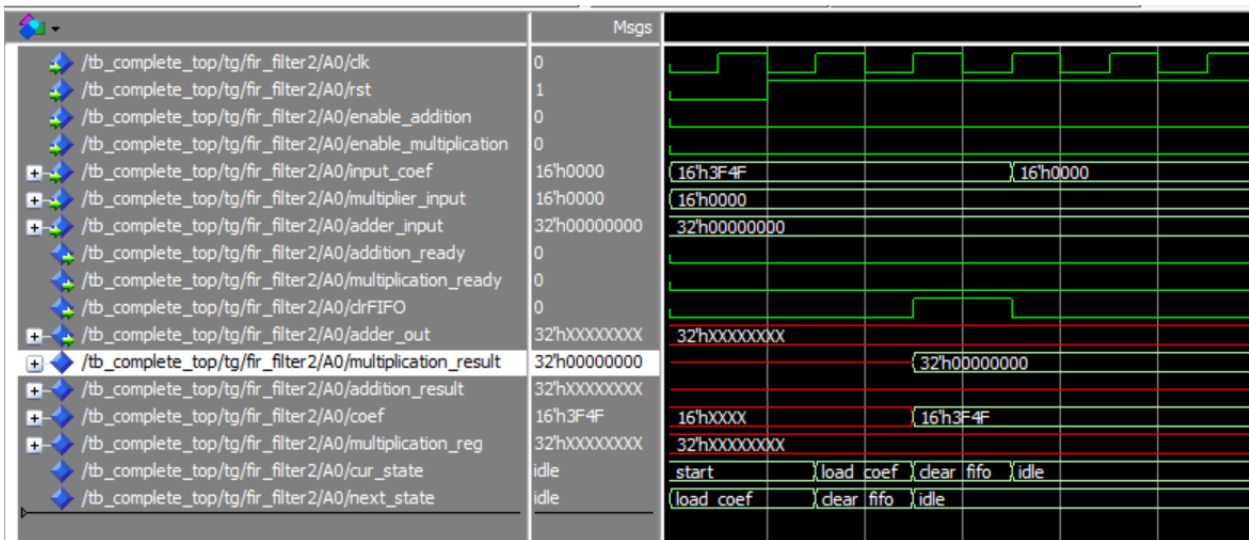 Msgs
/tb_complete_top/tg/fir_filter2/A0/clk 0
/tb_complete_top/tg/fir_filter2/A0/rst 1
/tb_complete_top/tg/fir_filter2/A0/enable_addition 0
/tb_complete_top/tg/fir_filter2/A0/enable_multiplication 0
/tb_complete_top/tg/fir_filter2/A0/input_coef 16'h0000 16'h3F4F 16'h0000
/tb_complete_top/tg/fir_filter2/A0/multiplier_input 16'h0000 16'h0000
/tb_complete_top/tg/fir_filter2/A0/adder_input 32'h00000000 32'h00000000
/tb_complete_top/tg/fir_filter2/A0/addition_ready 0
/tb_complete_top/tg/fir_filter2/A0/multiplication_ready 0
/tb_complete_top/tg/fir_filter2/A0/clrFIFO 0
/tb_complete_top/tg/fir_filter2/A0/adder_out 32'hXXXXXXXX 32'hXXXXXXXX
/tb_complete_top/tg/fir_filter2/A0/multiplication_result 32'h00000000 32'h00000000
/tb_complete_top/tg/fir_filter2/A0/addition_result 32'hXXXXXXXX
/tb_complete_top/tg/fir_filter2/A0/coef 16'h3F4F 16'hXXXX 16'h3F4F
/tb_complete_top/tg/fir_filter2/A0/multiplication_reg 32'hXXXXXXXX 32'hXXXXXXXX
/tb_complete_top/tg/fir_filter2/A0/cur_state idle start load_coef clear_fifo idle
/tb_complete_top/tg/fir_filter2/A0/next_state idle load_coef clear_fifo idle